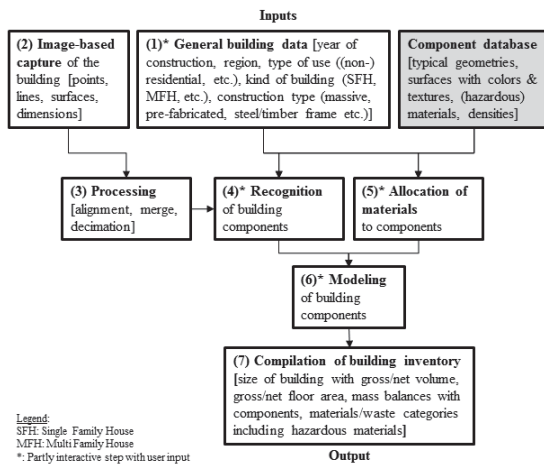 Inputs
(2) Image-based
capture of the
building [points,
lines, surfaces,
dimensions]
(1)* General building data [year of
construction, region, type of use ((non-)
residential, etc.), kind of building (SFH,
MFH, etc.), construction type (massive,
pre-fabricated, steel/timber frame etc.)]
Component database
[typical geometries,
surfaces with colors &
textures, (hazardous)
materials, densities]
(3) Processing
[alignment, merge,
decimation]
(4)* Recognition
of building
components
(5)* Allocation of
materials
to components
(6)* Modeling
of building
components
(7) Compilation of building inventory
[size of building with gross/net volume,
gross/net floor area, mass balances with
components, materials/waste categories
including hazardous materials]
Legend:
SFH: Single Family House
MFH: Multi Family House
*: Partly interactive step with user input
Output